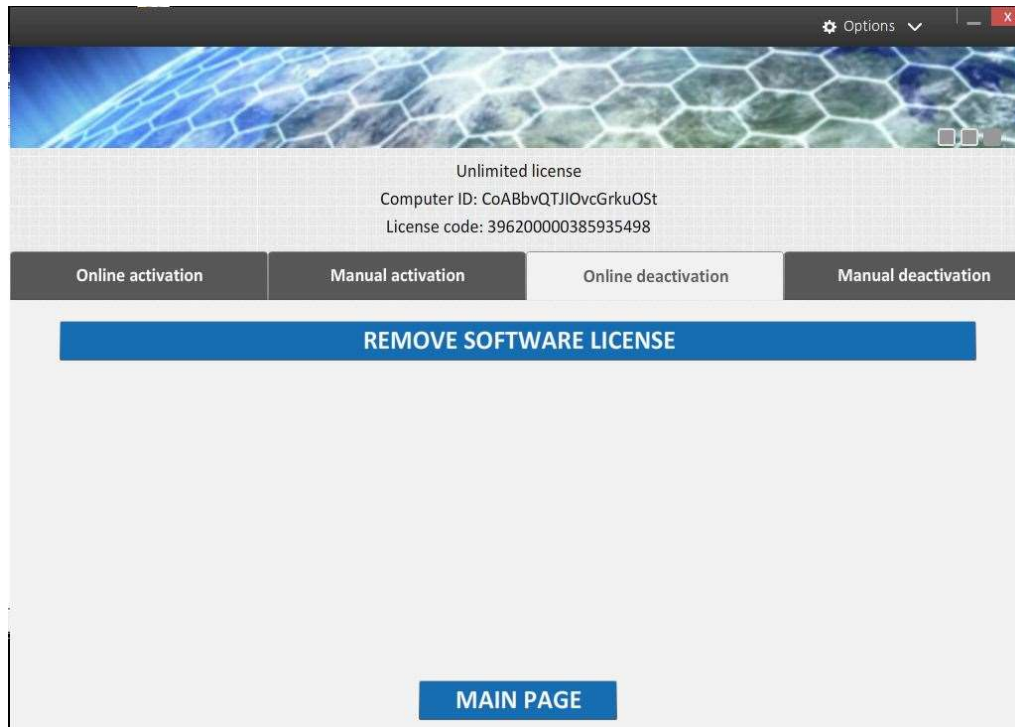 Options
X
Unlimited license
Computer ID: CoABbvQTJIOvcGrkuOSt
License code: 396200000385935498
Online activation Manual activation Online deactivation Manual deactivation
REMOVE SOFTWARE LICENSE
MAIN PAGE